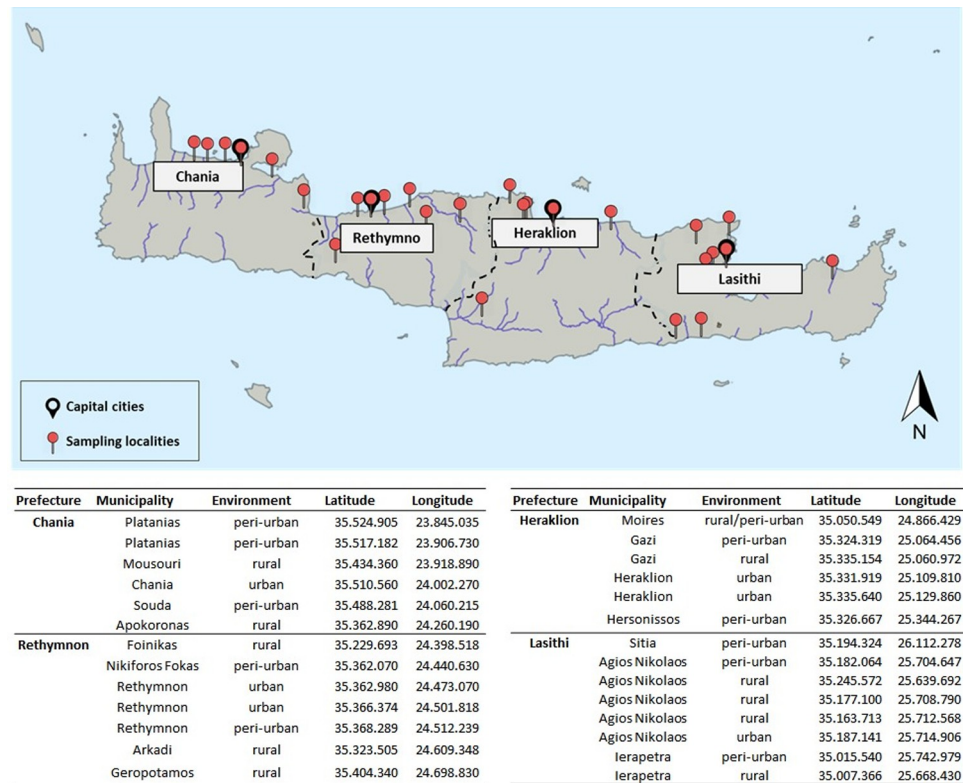 Chania
Rethymno
Heraklion
Lasithi
Capital cities
Sampling localities
N
Prefecture Municipality Environment Latitude Longitude
Chania Platanias peri-urban 35.524.905 23.845.035
Platanias peri-urban 35.517.182 23.906.730
Mousouri rural 35.434.360 23.918.890
Chania urban 35.510.560 24.002.270
Souda peri-urban 35.488.281 24.060.215
Apokoronas rural 35.362.890 24.260.190
Rethymnon Foinikas rural 35.229.693 24.398.518
Nikiforos Fokas peri-urban 35.362.070 24.440.630
Rethymnon urban 35.362.980 24.473.070
Rethymnon urban 35.366.374 24.501.818
Rethymnon peri-urban 35.368.289 24.512.239
Arkadi rural 35.323.505 24.609.348
Geropotamos rural 35.404.340 24.698.830
Prefecture Municipality Environment Latitude Longitude
Heraklion Moires rural/peri-urban 35.050.549 24.866.429
Gazi peri-urban 35.324.319 25.064.456
Gazi rural 35.335.154 25.060.972
Heraklion urban 35.331.919 25.109.810
Heraklion urban 35.335.640 25.129.860
Hersonissos peri-urban 35.326.667 25.344.267
Lasithi Sitia peri-urban 35.194.324 26.112.278
Agios Nikolaos peri-urban 35.182.064 25.704.647
Agios Nikolaos rural 35.245.572 25.639.692
Agios Nikolaos rural 35.177.100 25.708.790
Agios Nikolaos rural 35.163.713 25.712.568
Agios Nikolaos urban 35.187.141 25.714.906
Ierapetra peri-urban 35.015.540 25.742.979
Ierapetra rural 35.007.366 25.668.430